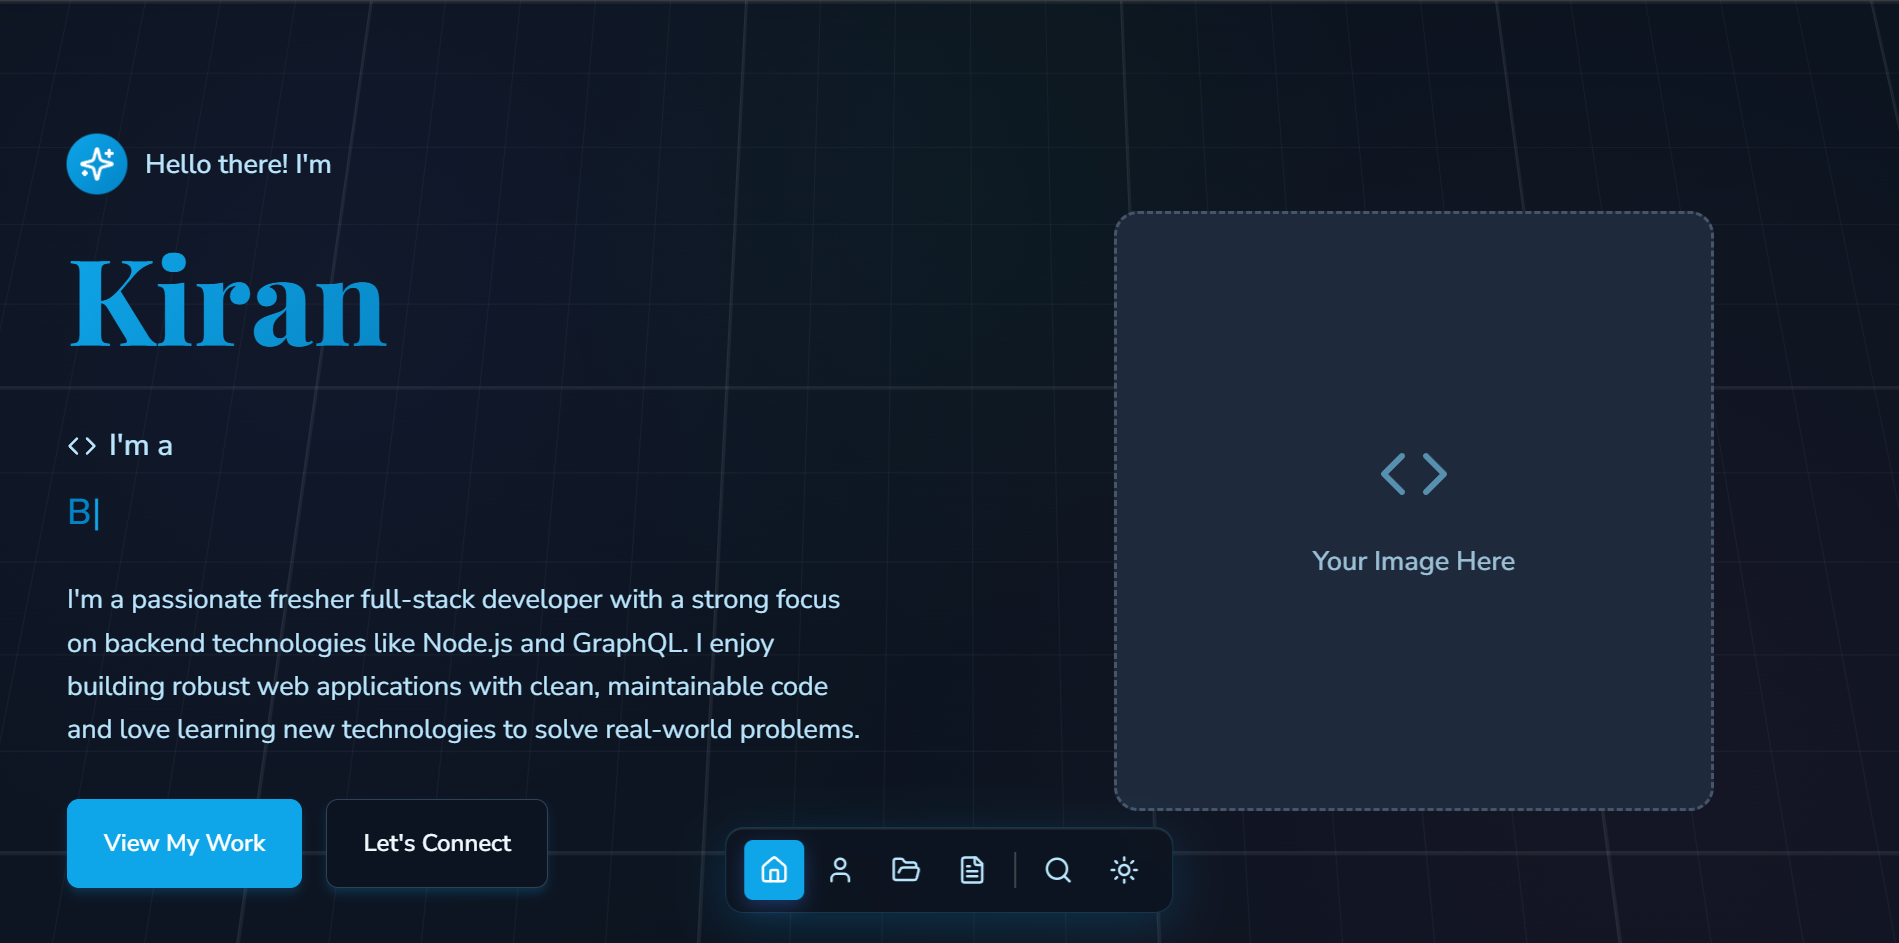 Hello there! I'm
Kiran
<> I'm a
B|
I'm a passionate fresher full-stack developer with a strong focus
on backend technologies like Node.js and GraphQL. I enjoy
building robust web applications with clean, maintainable code
and love learning new technologies to solve real-world problems.
View My Work
Let's Connect
Your Image Here